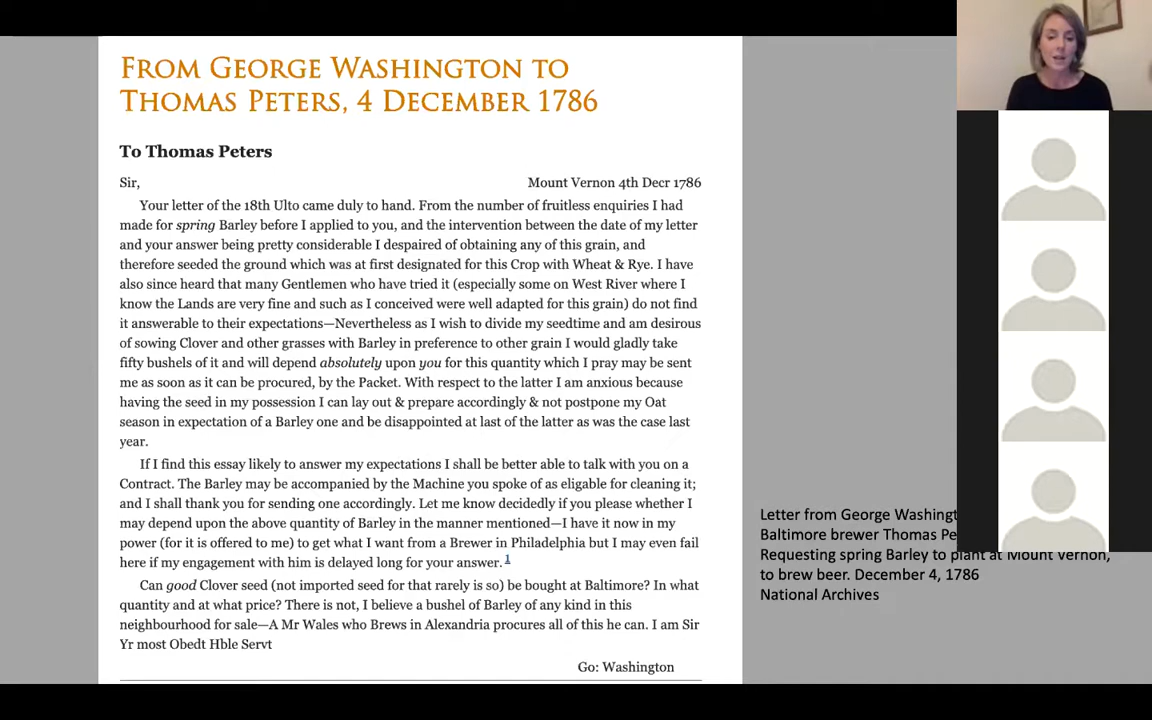 FROM GEORGE WASHINGTON TO
THOMAS PETERS, 4 DECEMBER 1786
To Thomas Peters
Sir,
Mount Vernon 4th Decr 1786
Your letter of the 18th Ulto came duly to hand. From the number of fruitless enquiries I had
made for spring Barley before I applied to you, and the intervention between the date of my letter
and your answer being pretty considerable I despaired of obtaining any of this grain, and
therefore seeded the ground which was at first designated for this Crop with Wheat & Rye. I have
also since heard that many Gentlemen who have tried it (especially some on West River where I
know the Lands are very fine and such as I conceived were well adapted for this grain) do not find
it answerable to their expectations—Nevertheless as I wish to divide my seedtime and am desirous
of sowing Clover and other grasses with Barley in preference to other grain I would gladly take
fifty bushels of it and will depend absolutely upon you for this quantity which I pray may be sent
me as soon as it can be procured, by the Packet. With respect to the latter I am anxious because
having the seed in my possession I can lay out & prepare accordingly & not postpone my Oat
season in expectation of a Barley one and be disappointed at last of the latter as was the case last
year.
If I find this essay likely to answer my expectations I shall be better able to talk with you on a
Contract. The Barley may be accompanied by the Machine you spoke of as eligable for cleaning it;
and I shall thank you for sending one accordingly. Let me know decidedly if you please whether I
may depend upon the above quantity of Barley in the manner mentioned—I have it now in my
power (for it is offered to me) to get what I want from a Brewer in Philadelphia but I may even fail
here if my engagement with him is delayed long for your answer. 1
Can good Clover seed (not imported seed for that rarely is so) be bought at Baltimore? In what
quantity and at what price? There is not, I believe a bushel of Barley of any kind in this
neighbourhood for sale—A Mr Wales who Brews in Alexandria procures all of this he can. I am Sir
Yr most Obedt Hble Servt
Go: Washington
Letter from George Washingt
Baltimore brewer Thomas Pe
Requesting spring Barley to plant at Mount Vernon,
to brew beer. December 4, 1786
National Archives